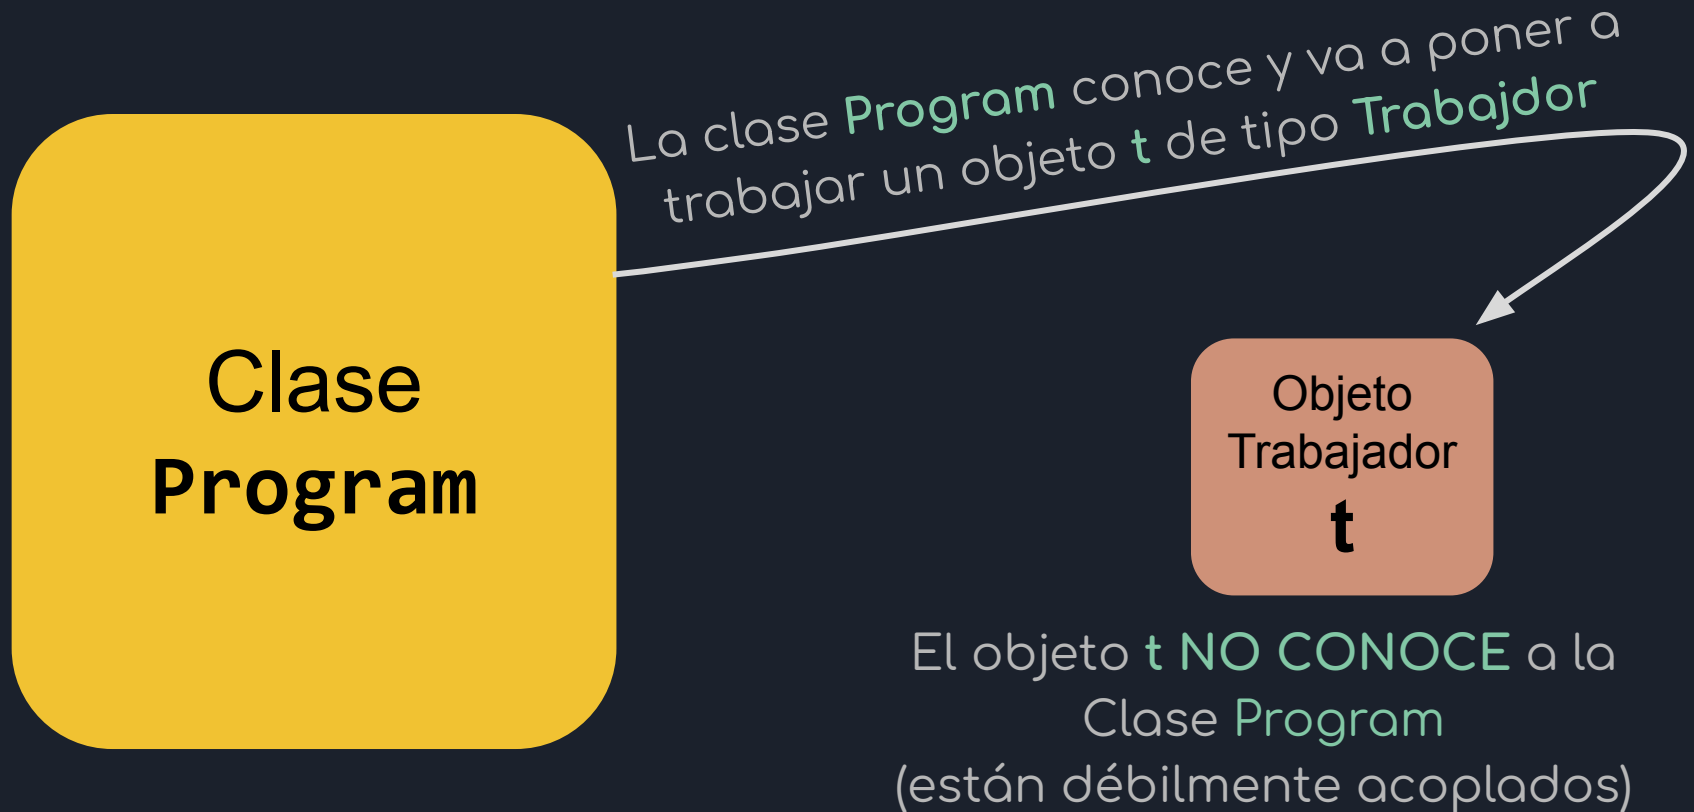 La clase Program conoce y va a poner a
trabajar un objeto t de tipo Trabajdor
Clase
Program
Objeto
Trabajador
t
El objeto t NO CONOCE a la
Clase Program
(están débilmente acoplados)